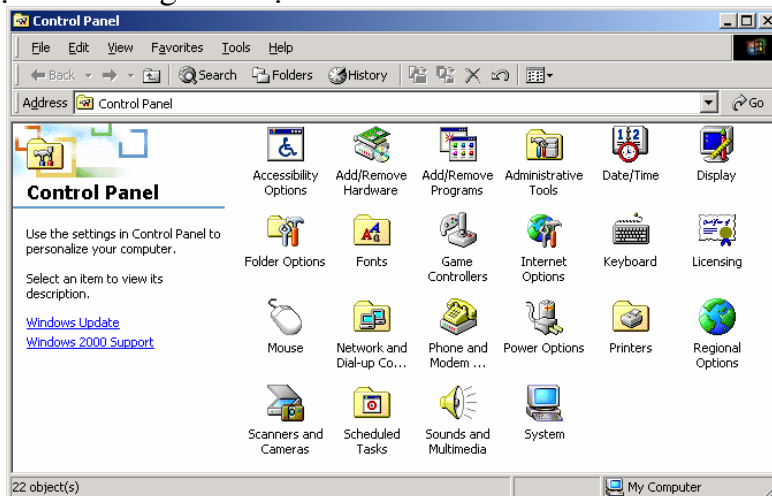 Control Panel
File Edit View Favorites Tools Help
Back Search Folders History
Address Control Panel Go
Control Panel
Use the settings in Control Panel to
personalize your computer.
Select an item to view its
description.
Windows Update
Windows 2000 Support
Accessibility Options
Add/Remove Hardware
Add/Remove Programs
Administrative Tools
Date/Time
Display
Folder Options
Fonts
Game Controllers
Internet Options
Keyboard
Licensing
Mouse
Network and Dial-up Co...
Phone and Modem ...
Power Options
Printers
Regional Options
Scanners and Cameras
Scheduled Tasks
Sounds and Multimedia
System
22 object(s) My Computer